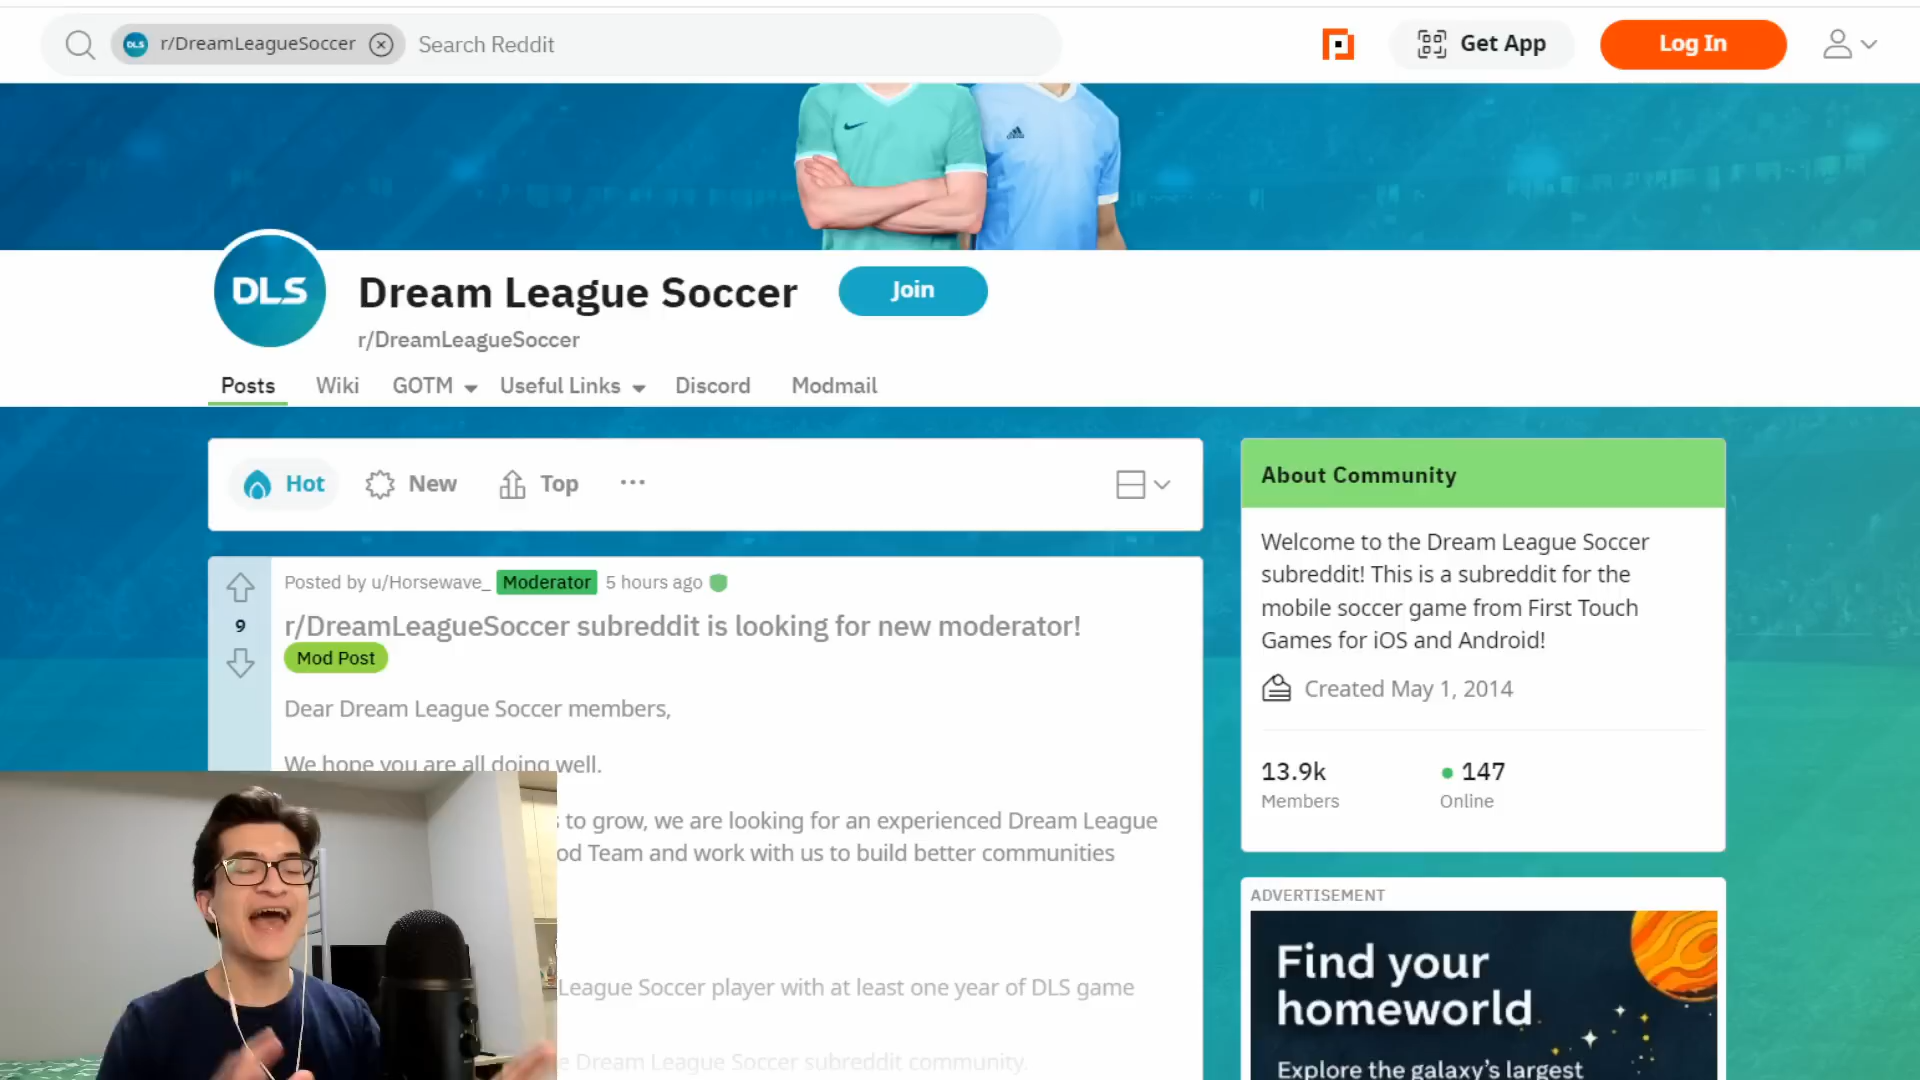 DLS r/DreamLeagueSoccer Search Reddit Get App Log In
DLS
Dream League Soccer Join
r/DreamLeagueSoccer
Posts Wiki GOTM Useful Links Discord Modmail
Hot New Top ...
Posted by u/Horsewave_ Moderator 5 hours ago
9
r/DreamLeagueSoccer subreddit is looking for new moderator!
Mod Post
Dear Dream League Soccer members,
We hope you are all doing well.
to grow, we are looking for an experienced Dream League
od Team and work with us to build better communities
League Soccer player with at least one year of DLS game
e Dream League Soccer subreddit community.
About Community
Welcome to the Dream League Soccer
subreddit! This is a subreddit for the
mobile soccer game from First Touch
Games for iOS and Android!
Created May 1, 2014
13.9k 147
Members Online
ADVERTISEMENT
Find your
homeworld
Explore the galaxy's largest